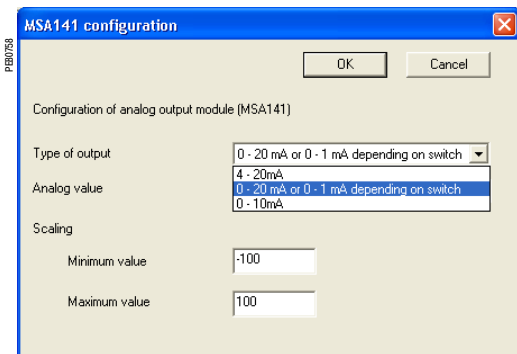 MSA141 configuration
PEB0758
OK
Cancel
Configuration of analog output module (MSA141)
Type of output
0 - 20 mA or 0 - 1 mA depending on switch
4 - 20mA
0 - 20 mA or 0 - 1 mA depending on switch
0 - 10mA
Analog value
Scaling
Minimum value
-100
Maximum value
100